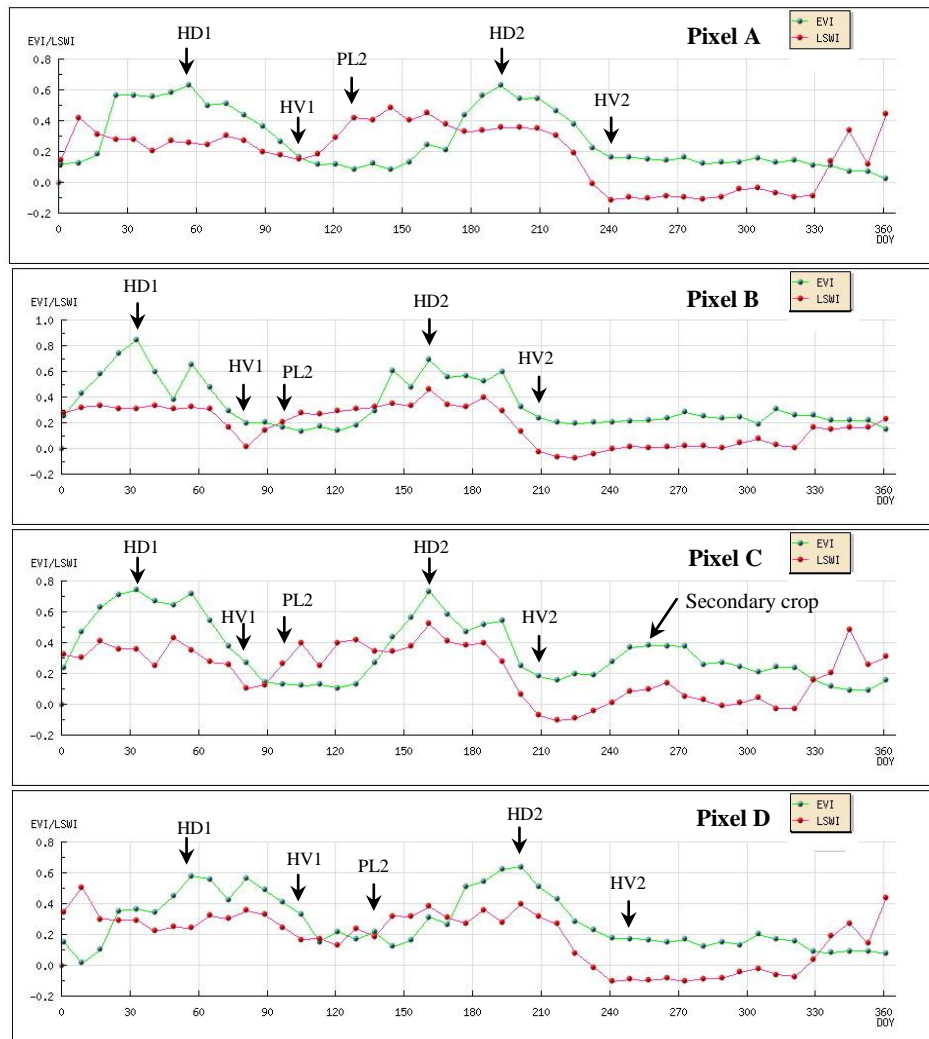 HD1
HD2
Pixel A
EVI
LSWI
EVI/LSWI
PL2
HV1
HV2
0.8
0.6
0.4
0.2
0.0
-0.2
0 30 60 90 120 150 180 210 240 270 300 330 360
DOY
HD1
HD2
Pixel B
EVI
LSWI
EVI/LSWI
HV1
PL2
HV2
1.0
0.8
0.6
0.4
0.2
0.0
-0.2
0 30 60 90 120 150 180 210 240 270 300 330 360
DOY
HD1
HD2
Pixel C
EVI
LSWI
EVI/LSWI
HV1
PL2
HV2
Secondary crop
0.8
0.6
0.4
0.2
0.0
-0.2
0 30 60 90 120 150 180 210 240 270 300 330 360
DOY
HD1
HD2
Pixel D
EVI
LSWI
EVI/LSWI
HV1
PL2
HV2
0.8
0.6
0.4
0.2
0.0
-0.2
0 30 60 90 120 150 180 210 240 270 300 330 360
DOY